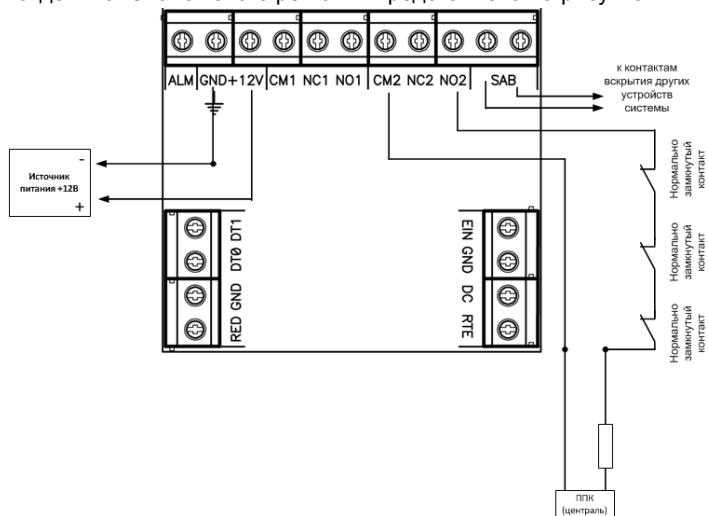 ALM GND +12V CM1 NC1 NO1 CM2 NC2 NO2 SAB
к контактам
вскрытия других
устройств
системы
-
Источник
питания +12В
+
DT1
DT0
GND
RED
EIN
GND
DC
RTE
Нормально
замкнутый
контакт
Нормально
замкнутый
контакт
Нормально
замкнутый
контакт
ППК
(централь)